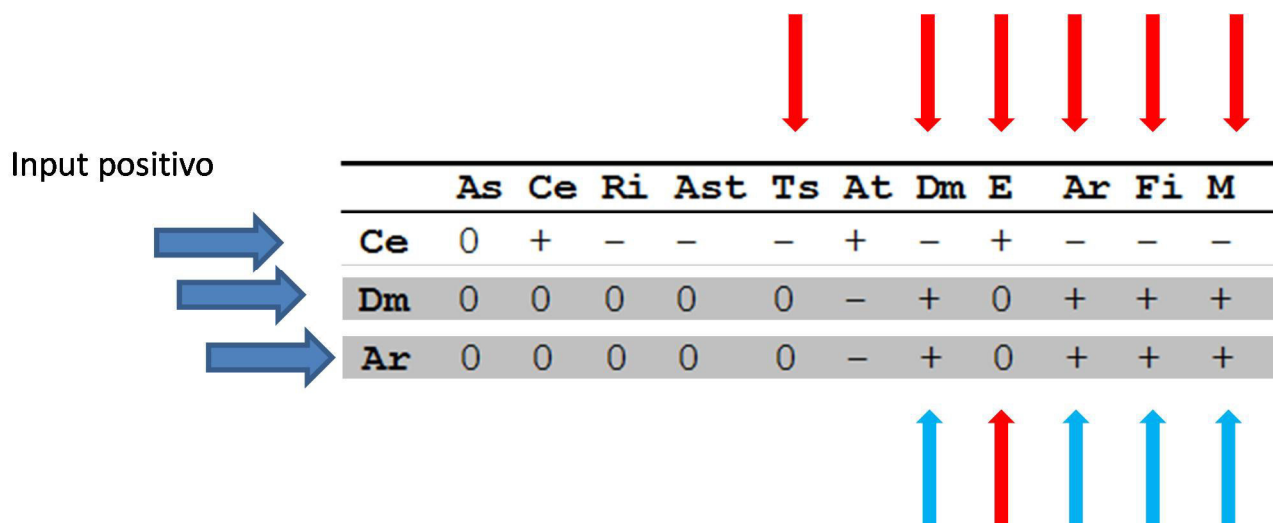 Input positivo
As Ce Ri Ast Ts At Dm E Ar Fi M
Ce 0 + − − − + − + − − −
Dm 0 0 0 0 0 − + 0 + + +
Ar 0 0 0 0 0 − + 0 + + +